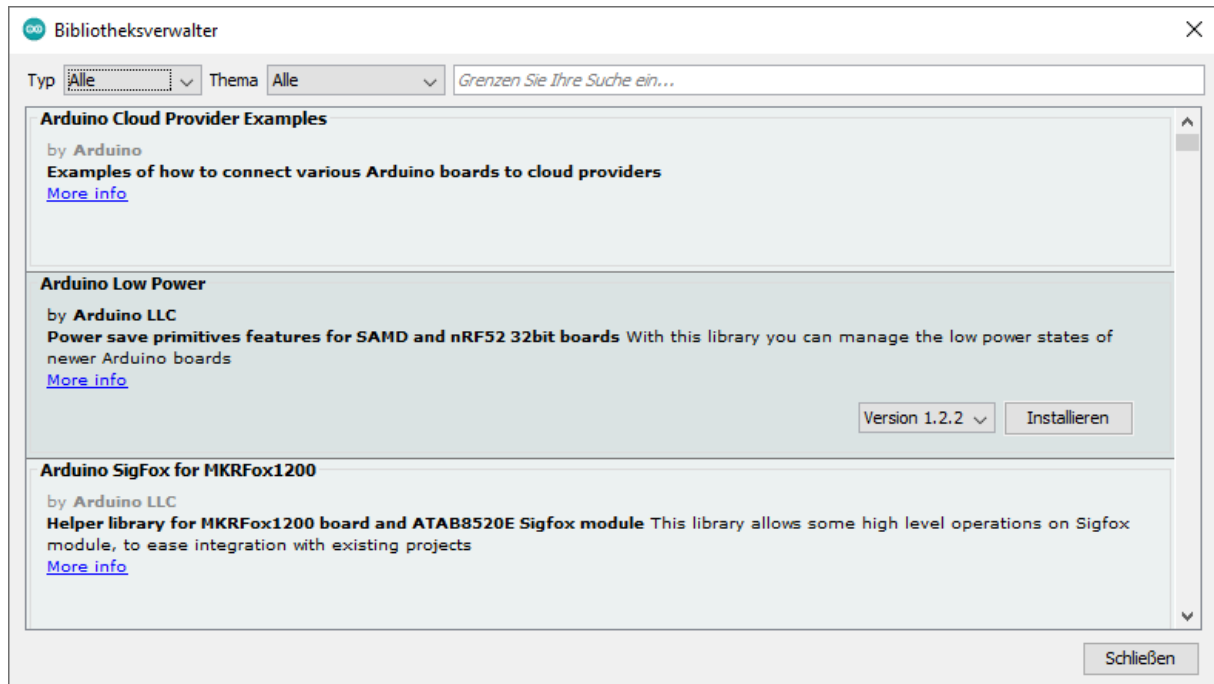 Bibliotheksverwalter
Typ Alle Thema Alle Grenzen Sie Ihre Suche ein...
Arduino Cloud Provider Examples
by Arduino
Examples of how to connect various Arduino boards to cloud providers
More info
Arduino Low Power
by Arduino LLC
Power save primitives features for SAMD and nRF52 32bit boards With this library you can manage the low power states of
newer Arduino boards
More info
Version 1.2.2 Installieren
Arduino SigFox for MKRFox1200
by Arduino LLC
Helper library for MKRFox1200 board and ATAB8520E Sigfox module This library allows some high level operations on Sigfox
module, to ease integration with existing projects
More info
Schließen